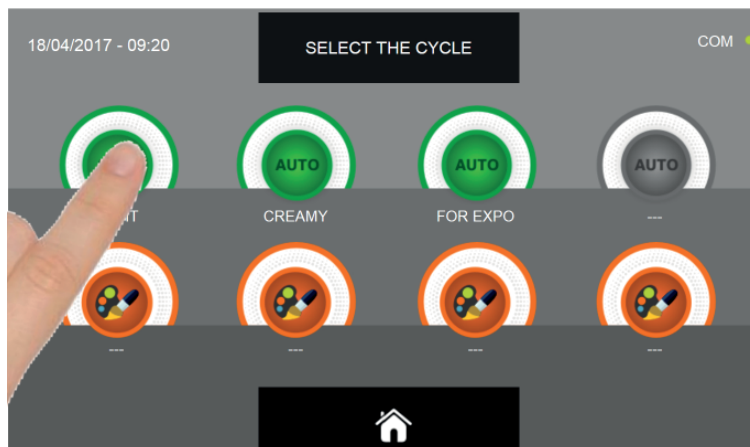 18/04/2017 - 09:20
SELECT THE CYCLE
COM
AUTO
AUTO
AUTO
CREAMY
FOR EXPO
---
---
---
---
---